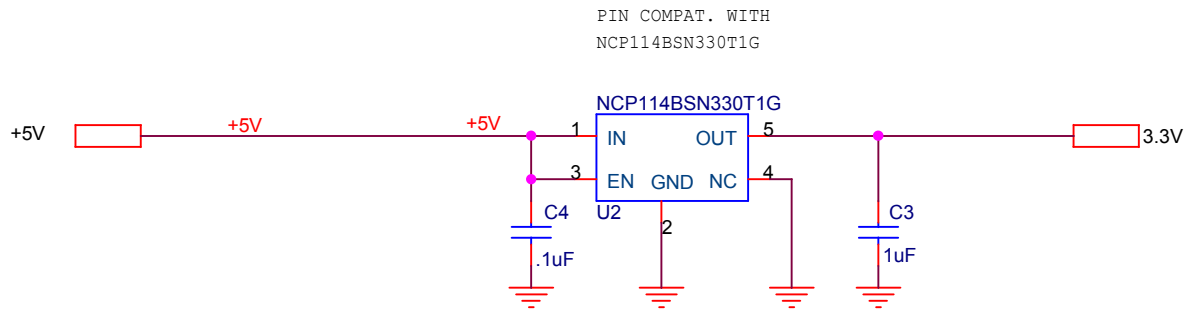 PIN COMPAT. WITH
NCP114BSN330T1G
NCP114BSN330T1G
+5V
+5V
+5V
1
IN
OUT
5
3.3V
3
EN
GND
NC
4
C4
U2
2
C3
.1uF
1uF